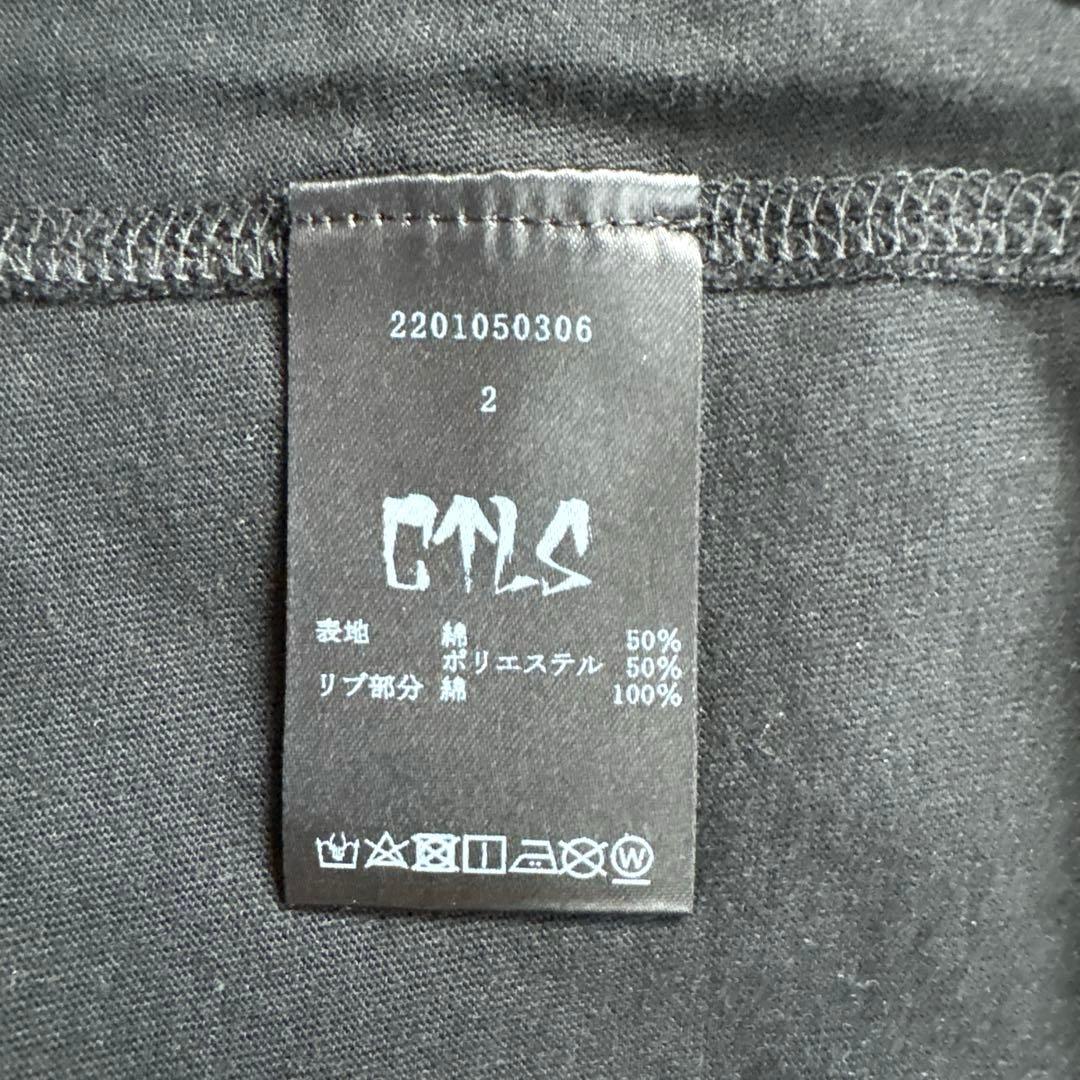 2201050306
2
CTLS
表地 綿 50%
ポリエステル 50%
リブ部分 綿 100%
W